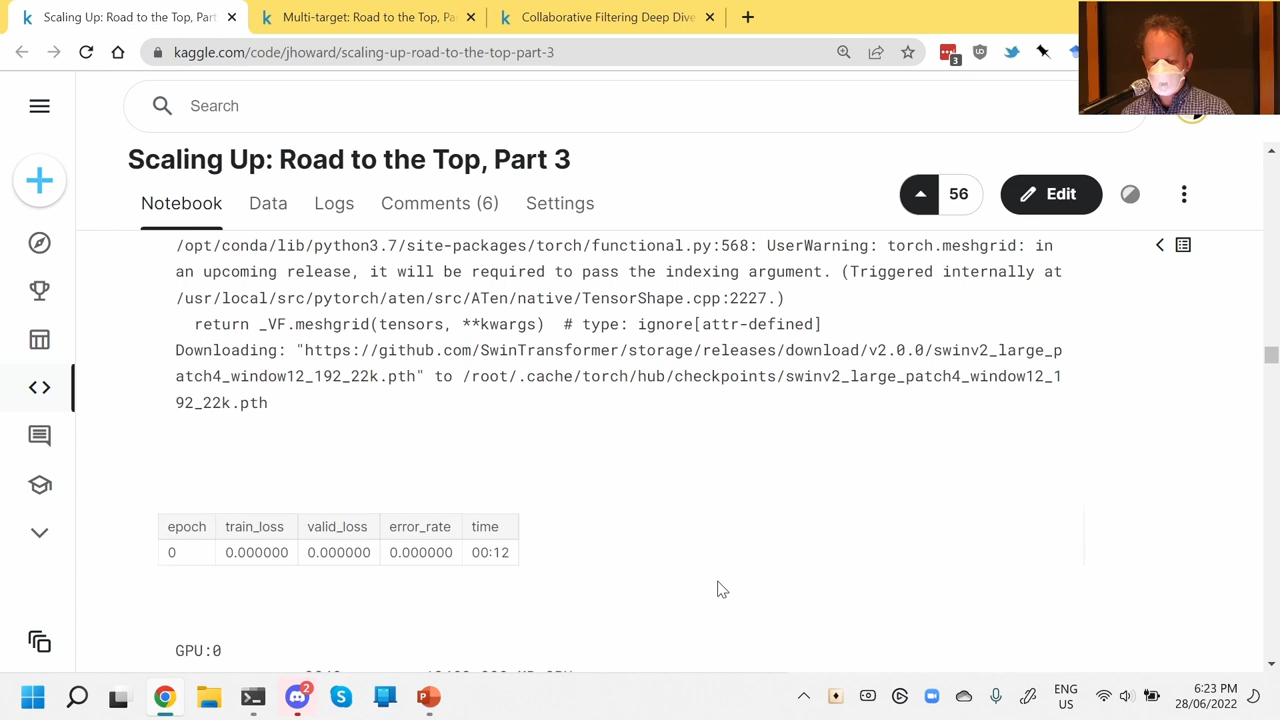 Scaling Up: Road to the Top, Part
Multi-target: Road to the Top, Pa
Collaborative Filtering Deep Dive
kaggle.com/code/jhoward/scaling-up-road-to-the-top-part-3
3
Search
Scaling Up: Road to the Top, Part 3
56
Edit
Notebook Data Logs Comments (6) Settings
/opt/conda/lib/python3.7/site-packages/torch/functional.py:568: UserWarning: torch.meshgrid: in
an upcoming release, it will be required to pass the indexing argument. (Triggered internally at
/usr/local/src/pytorch/aten/src/ATen/native/TensorShape.cpp:2227.)
return _VF.meshgrid(tensors, **kwargs)  # type: ignore[attr-defined]
Downloading: "https://github.com/SwinTransformer/storage/releases/download/v2.0.0/swinv2_large_p
atch4_window12_192_22k.pth" to /root/.cache/torch/hub/checkpoints/swinv2_large_patch4_window12_1
92_22k.pth
epoch train_loss valid_loss error_rate time
0 0.000000 0.000000 0.000000 00:12
GPU:0
2
ENG
US
6:23 PM
28/06/2022